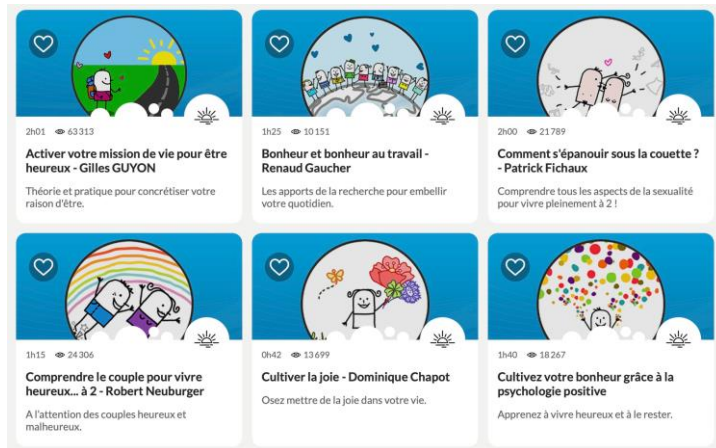 2h01 63 313
Activer votre mission de vie pour être
heureux - Gilles GUYON
Théorie et pratique pour concrétiser votre
raison d'être.
1h25 10 151
Bonheur et bonheur au travail -
Renaud Gaucher
Les apports de la recherche pour embellir
votre quotidien.
2h00 21 789
Comment s'épanouir sous la couette ?
- Patrick Fichaux
Comprendre tous les aspects de la sexualité
pour vivre pleinement à 2 !
1h15 24 306
Comprendre le couple pour vivre
heureux... à 2 - Robert Neuburger
A l'attention des couples heureux et
malheureux.
0h42 13 699
Cultiver la joie - Dominique Chapot
Osez mettre de la joie dans votre vie.
1h40 18 267
Cultivez votre bonheur grâce à la
psychologie positive
Apprenez à vivre heureux et à le rester.